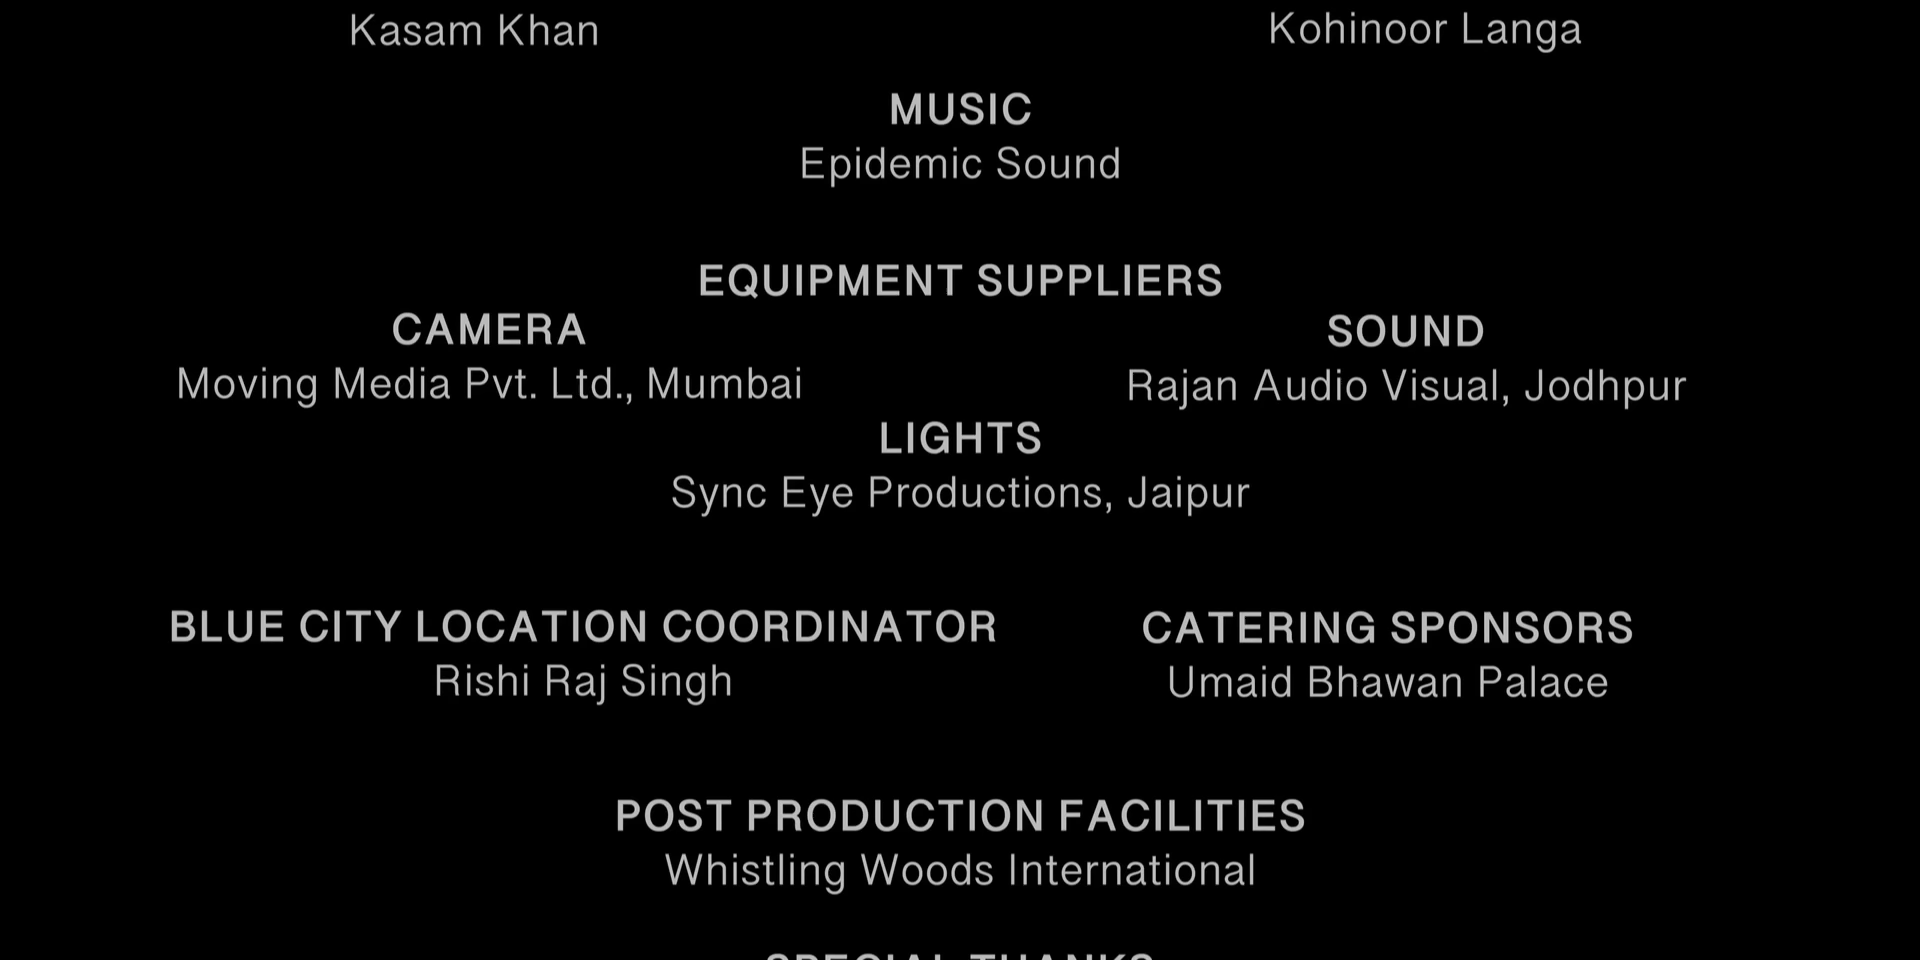 Kasam Khan
Kohinoor Langa
MUSIC
Epidemic Sound
EQUIPMENT SUPPLIERS
CAMERA
Moving Media Pvt. Ltd., Mumbai
SOUND
Rajan Audio Visual, Jodhpur
LIGHTS
Sync Eye Productions, Jaipur
BLUE CITY LOCATION COORDINATOR
Rishi Raj Singh
CATERING SPONSORS
Umaid Bhawan Palace
POST PRODUCTION FACILITIES
Whistling Woods International
SPECIAL THANKS